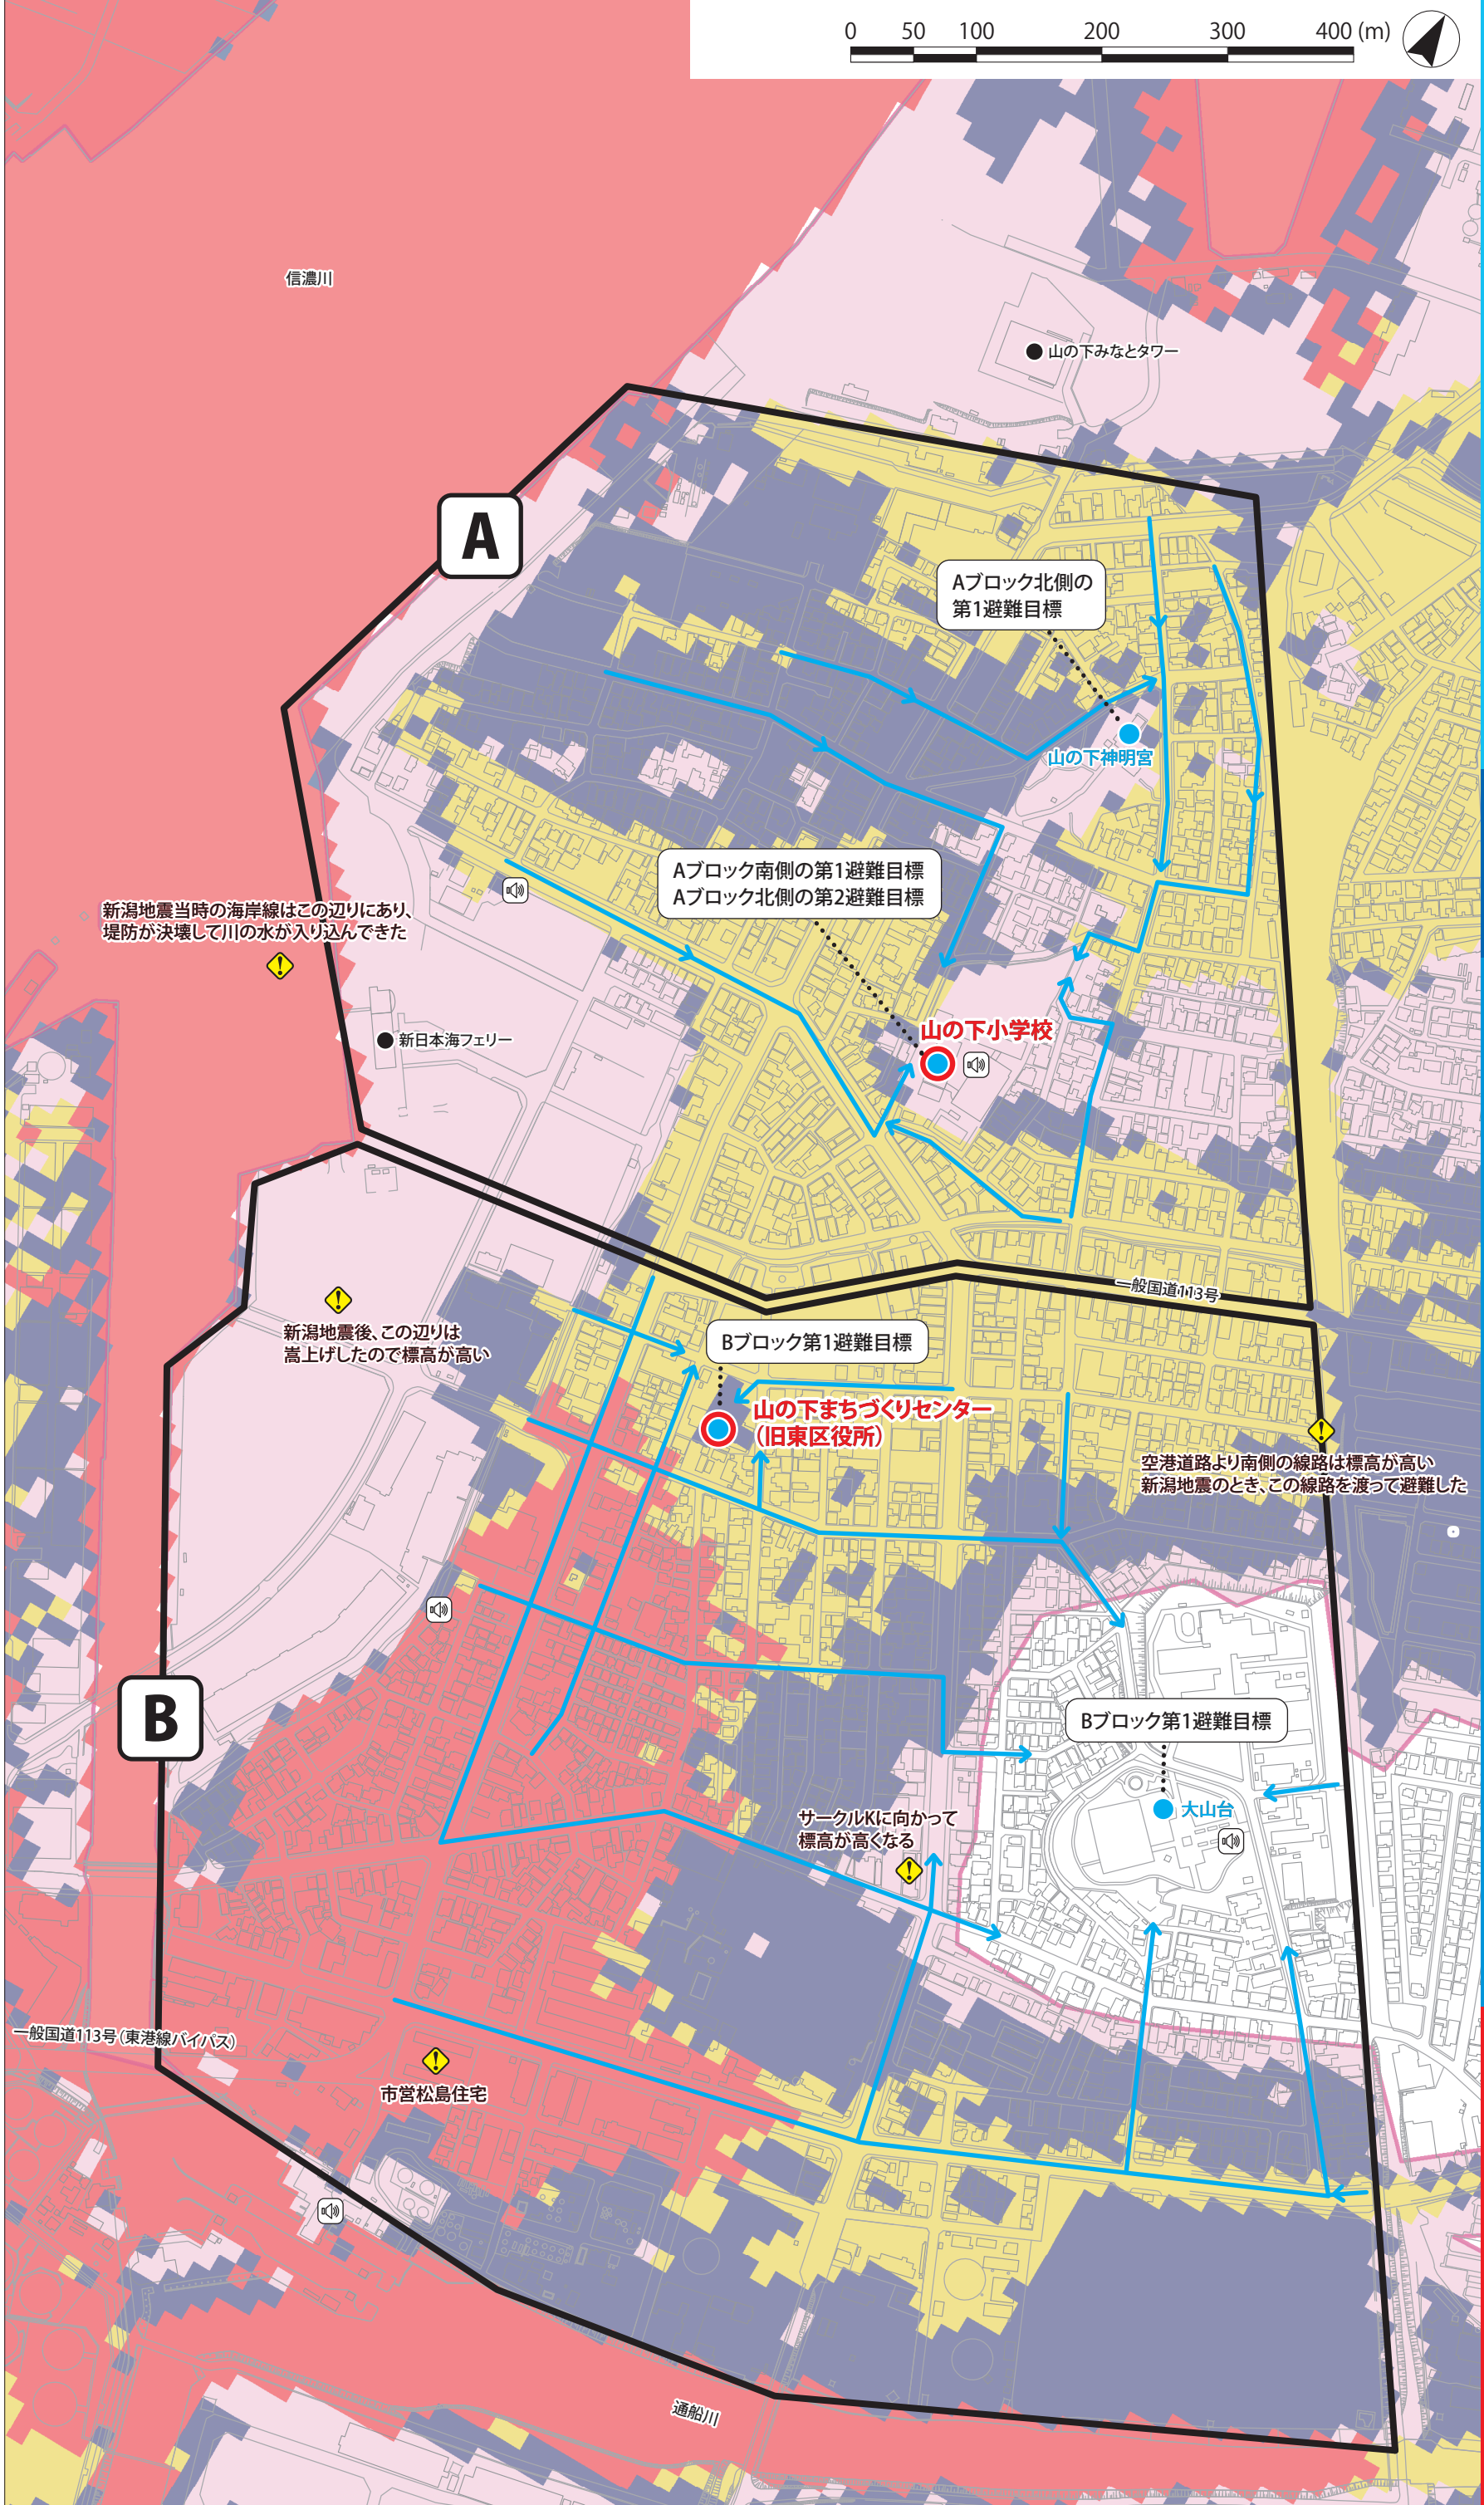 0 50 100 200 300 400 (m)
信濃川
山の下みなとタワー
A
Aブロック北側の
第1避難目標
山の下神明宮
Aブロック南側の第1避難目標
Aブロック北側の第2避難目標
新潟地震当時の海岸線はこの辺りにあり、
堤防が決壊して川の水が入り込んできた
新日本海フェリー
山の下小学校
一般国道113号
新潟地震後、この辺りは
嵩上げしたので標高が高い
Bブロック第1避難目標
山の下まちづくりセンター
（旧東区役所）
空港道路より南側の線路は標高が高い
新潟地震のとき、この線路を渡って避難した
B
Bブロック第1避難目標
大山台
サークルKに向かって
標高が高くなる
一般国道113号（東港線バイパス）
市営松島住宅
通船川